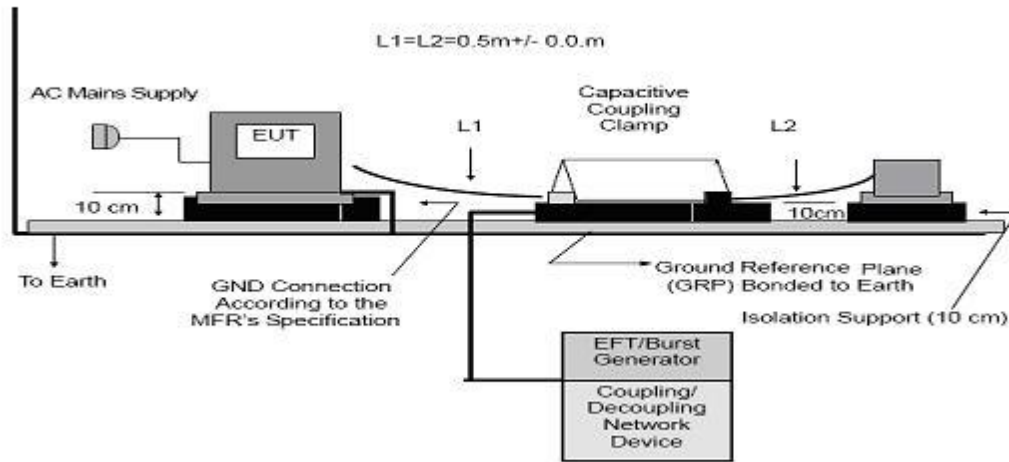 L1=L2=0.5m+/- 0.0.m
AC Mains Supply
EUT
L1
Capacitive
Coupling
Clamp
L2
10 cm
10cm
To Earth
GND Connection
According to the
MFR's Specification
Ground Reference Plane
(GRP) Bonded to Earth
Isolation Support (10 cm)
EFT/Burst
Generator
Coupling/
Decoupling
Network
Device